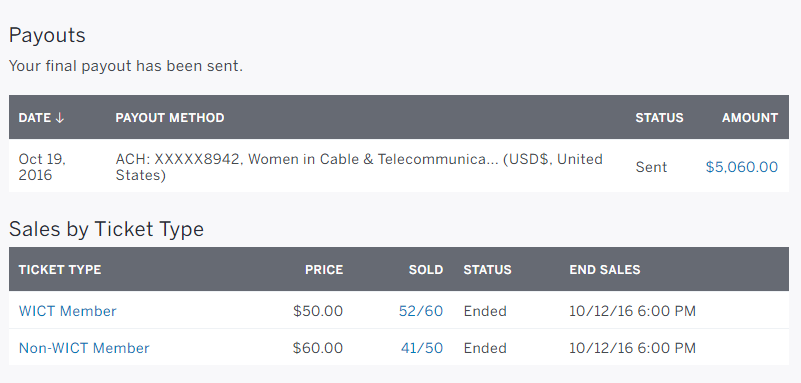 Payouts
Your final payout has been sent.
DATE ↓ PAYOUT METHOD STATUS AMOUNT
Oct 19, 2016 ACH: XXXXX8942, Women in Cable & Telecommunica... (USD$, United States) Sent $5,060.00
Sales by Ticket Type
TICKET TYPE PRICE SOLD STATUS END SALES
WICT Member $50.00 52/60 Ended 10/12/16 6:00 PM
Non-WICT Member $60.00 41/50 Ended 10/12/16 6:00 PM